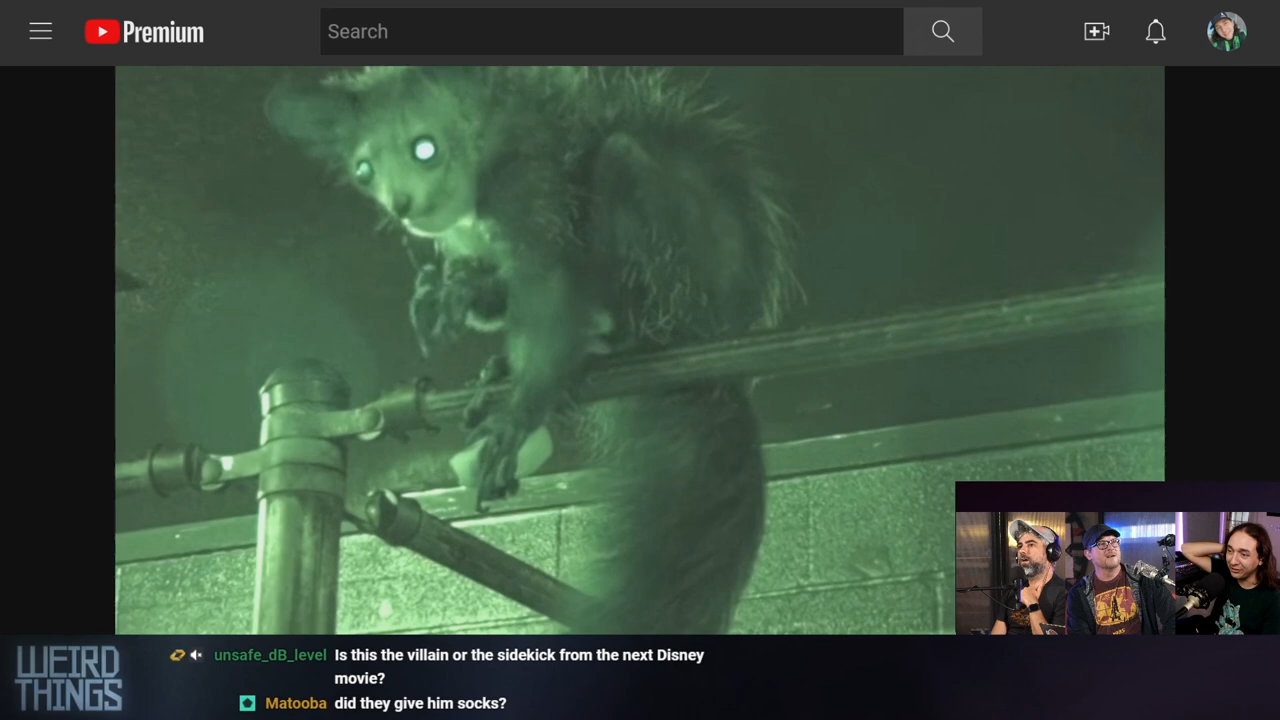 Premium
Search
unsafe_dB_level Is this the villain or the sidekick from the next Disney
movie?
WEIRD
THINGS
Matooba did they give him socks?